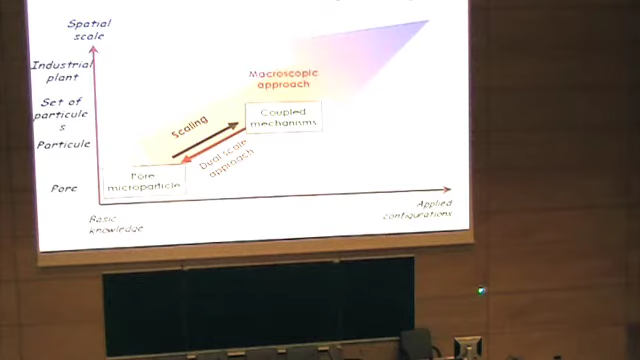 Spatial
scale
Industrial
plant
Set of
particule
s
Particule
Pore
Macroscopic
approach
Coupled
mechanisms
Scaling
Dual scale
approach
Pore
microparticle
Basic
knowledge
Applied
configurations